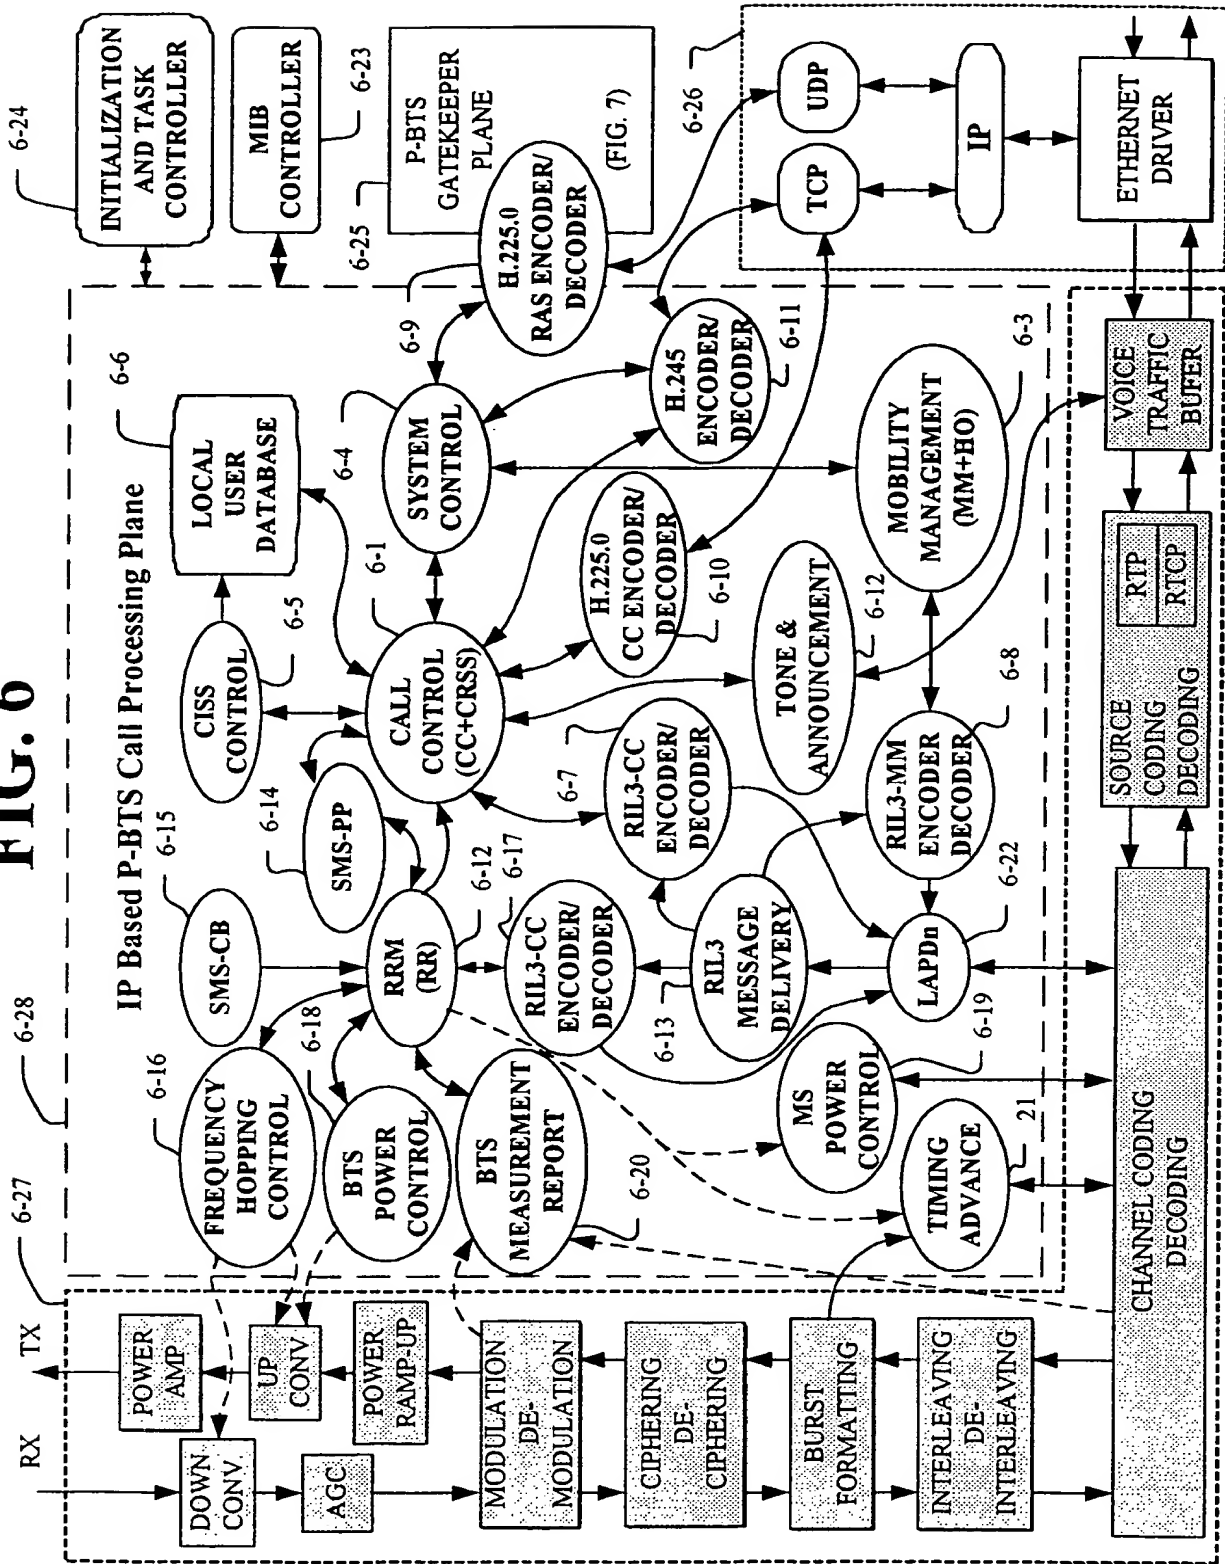 FIG. 6
IP Based P-BTS Call Processing Plane
6-27
6-28
6-16
6-15
6-14
6-5
6-6
6-24
RX
TX
DOWN
CONV.
POWER
AMP
UP
CONV.
AGC
POWER
RAMP-UP
MODULATION
DE-
MODULATION
CIPHERING
DE-
CIPHERING
BURST
FORMATTING
INTERLEAVING
DE-
INTERLEAVING
CHANNEL CODING
DECODING
FREQUENCY
HOPPING
CONTROL
6-18
BTS
POWER
CONTROL
BTS
MEASUREMENT
REPORT
6-20
SMS-CB
SMS-PP
RRM
(RR)
6-12
6-17
RIL3-CC
ENCODER/
DECODER
6-13
RIL3
MESSAGE
DELIVERY
MS
POWER
CONTROL
6-19
TIMING
ADVANCE
21
LAPDn
6-22
CISS
CONTROL
LOCAL
USER
DATABASE
CALL
CONTROL
(CC+CRSS)
6-1
SYSTEM
CONTROL
6-4
6-7
RIL3-CC
ENCODER/
DECODER
H.225.0
CC ENCODER/
DECODER
6-10
TONE &
ANNOUNCEMENT
6-12
RIL3-MM
ENCODER
DECODER
6-8
MOBILITY
MANAGEMENT
(MM+HO)
6-3
H.245
ENCODER/
DECODER
6-11
6-9
H.225.0
RAS ENCODER/
DECODER
6-25
P-BTS
GATEKEEPER
PLANE
(FIG. 7)
INITIALIZATION
AND TASK
CONTROLLER
MIB
CONTROLLER
6-23
6-26
TCP
UDP
IP
ETHERNET
DRIVER
VOICE
TRAFFIC
BUFER
SOURCE
CODING
DECODING
RTP
RTCP